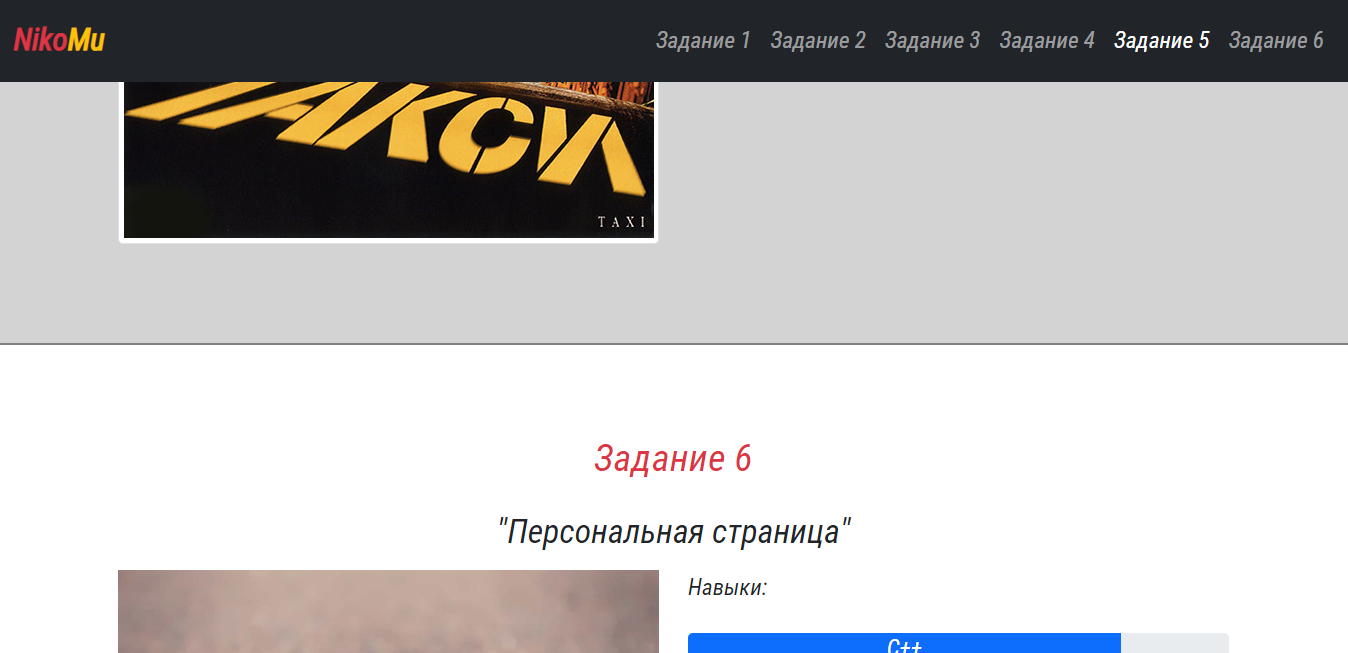 NikoMu
Задание 1 Задание 2 Задание 3 Задание 4 Задание 5 Задание 6
ТАКСИ
TAXI
Задание 6
"Персональная страница"
Навыки:
C++